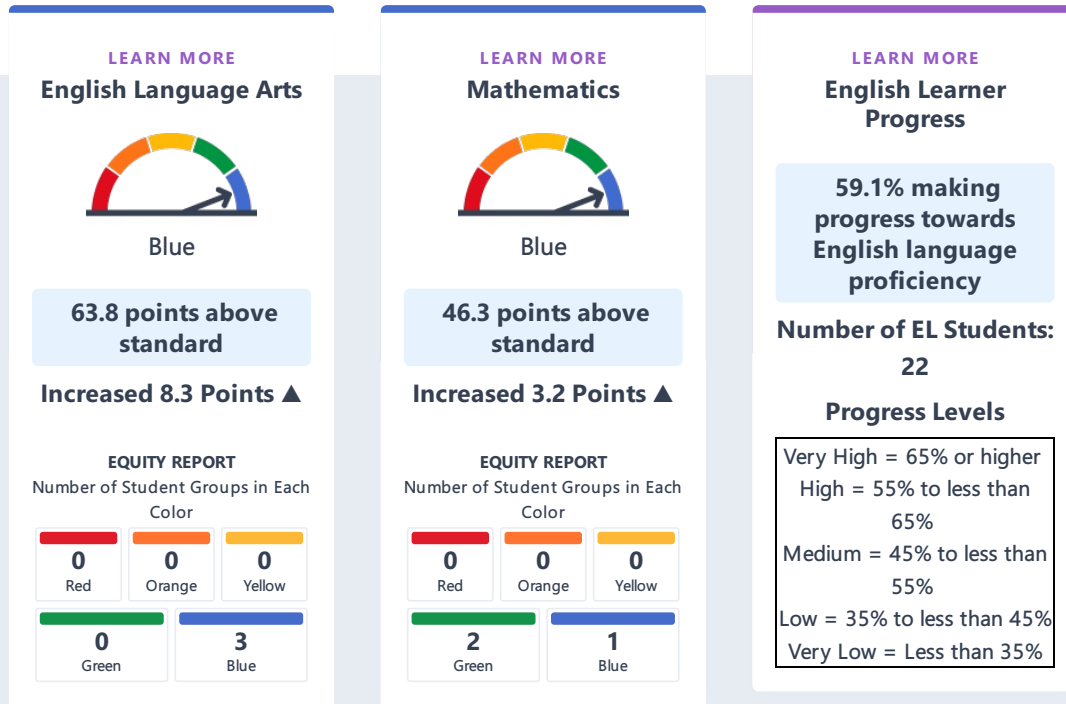 LEARN MORE
English Language Arts
Blue
63.8 points above
standard
Increased 8.3 Points ▲
EQUITY REPORT
Number of Student Groups in Each
Color
0
Red
0
Orange
0
Yellow
0
Green
3
Blue
LEARN MORE
Mathematics
Blue
46.3 points above
standard
Increased 3.2 Points ▲
EQUITY REPORT
Number of Student Groups in Each
Color
0
Red
0
Orange
0
Yellow
2
Green
1
Blue
LEARN MORE
English Learner
Progress
59.1% making
progress towards
English language
proficiency
Number of EL Students:
22
Progress Levels
Very High = 65% or higher
High = 55% to less than
65%
Medium = 45% to less than
55%
Low = 35% to less than 45%
Very Low = Less than 35%